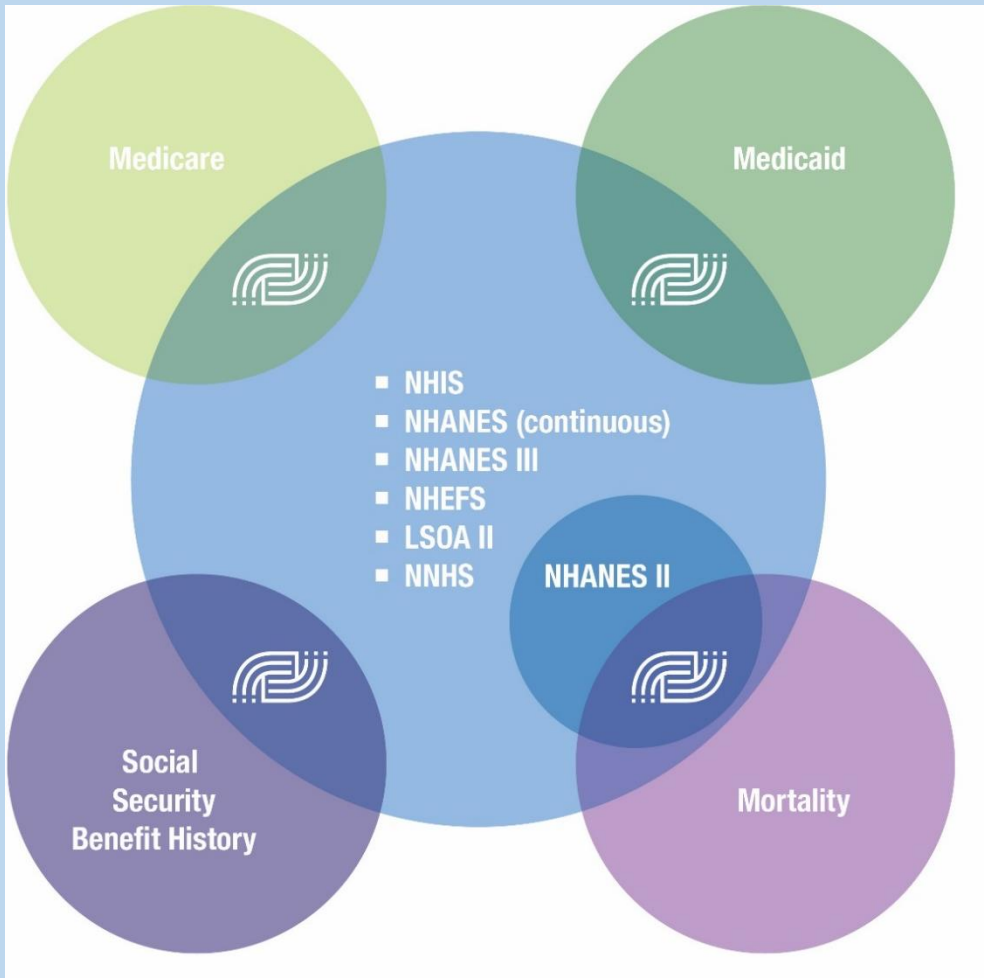 Medicare
Medicaid
▪ NHIS
▪ NHANES (continuous)
▪ NHANES III
▪ NHEFS
▪ LSOA II
▪ NNHS
NHANES II
Social
Security
Benefit History
Mortality